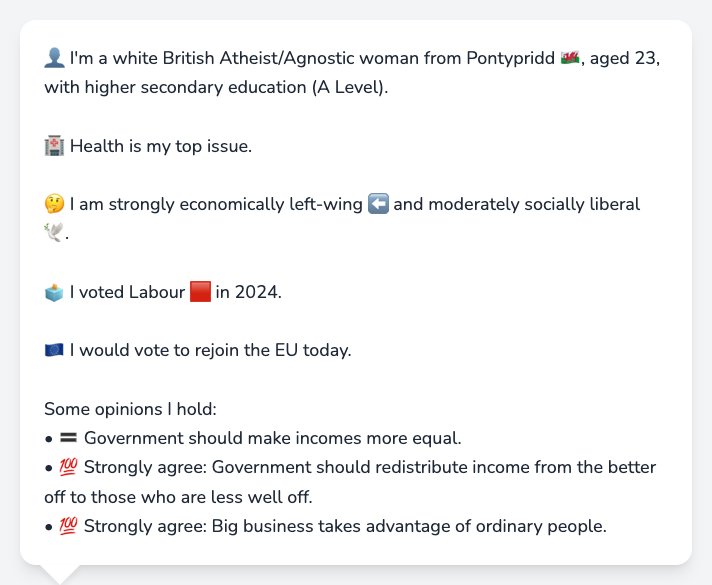 👤 I'm a white British Atheist/Agnostic woman from Pontypridd 🏴󠁧󠁢󠁷󠁬󠁳󠁿, aged 23,
with higher secondary education (A Level).
🏥 Health is my top issue.
🤔 I am strongly economically left-wing ⬅️ and moderately socially liberal
🕊️.
🗳️ I voted Labour 🟥 in 2024.
🇪🇺 I would vote to rejoin the EU today.
Some opinions I hold:
• 🟰 Government should make incomes more equal.
• 💯 Strongly agree: Government should redistribute income from the better
off to those who are less well off.
• 💯 Strongly agree: Big business takes advantage of ordinary people.